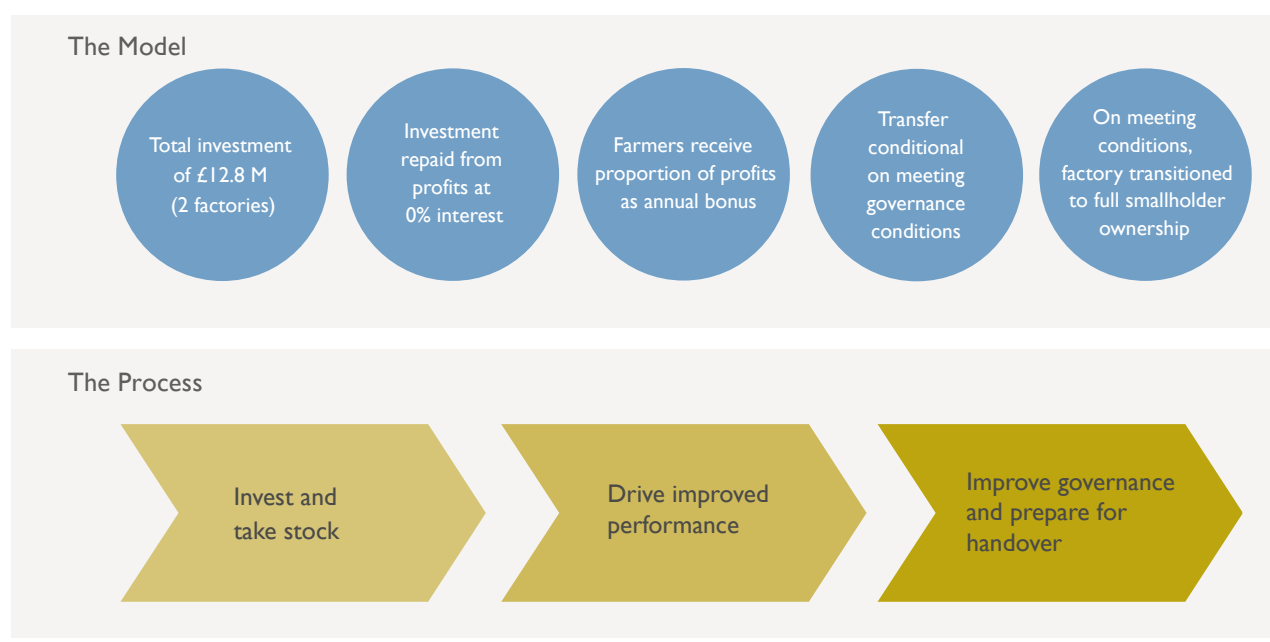 The Model
Total investment
of £12.8 M
(2 factories)
Investment
repaid from
profits at
0% interest
Farmers receive
proportion of profits
as annual bonus
Transfer
conditional
on meeting
governance
conditions
On meeting
conditions,
factory transitioned
to full smallholder
ownership
The Process
Invest and
take stock
Drive improved
performance
Improve governance
and prepare for
handover